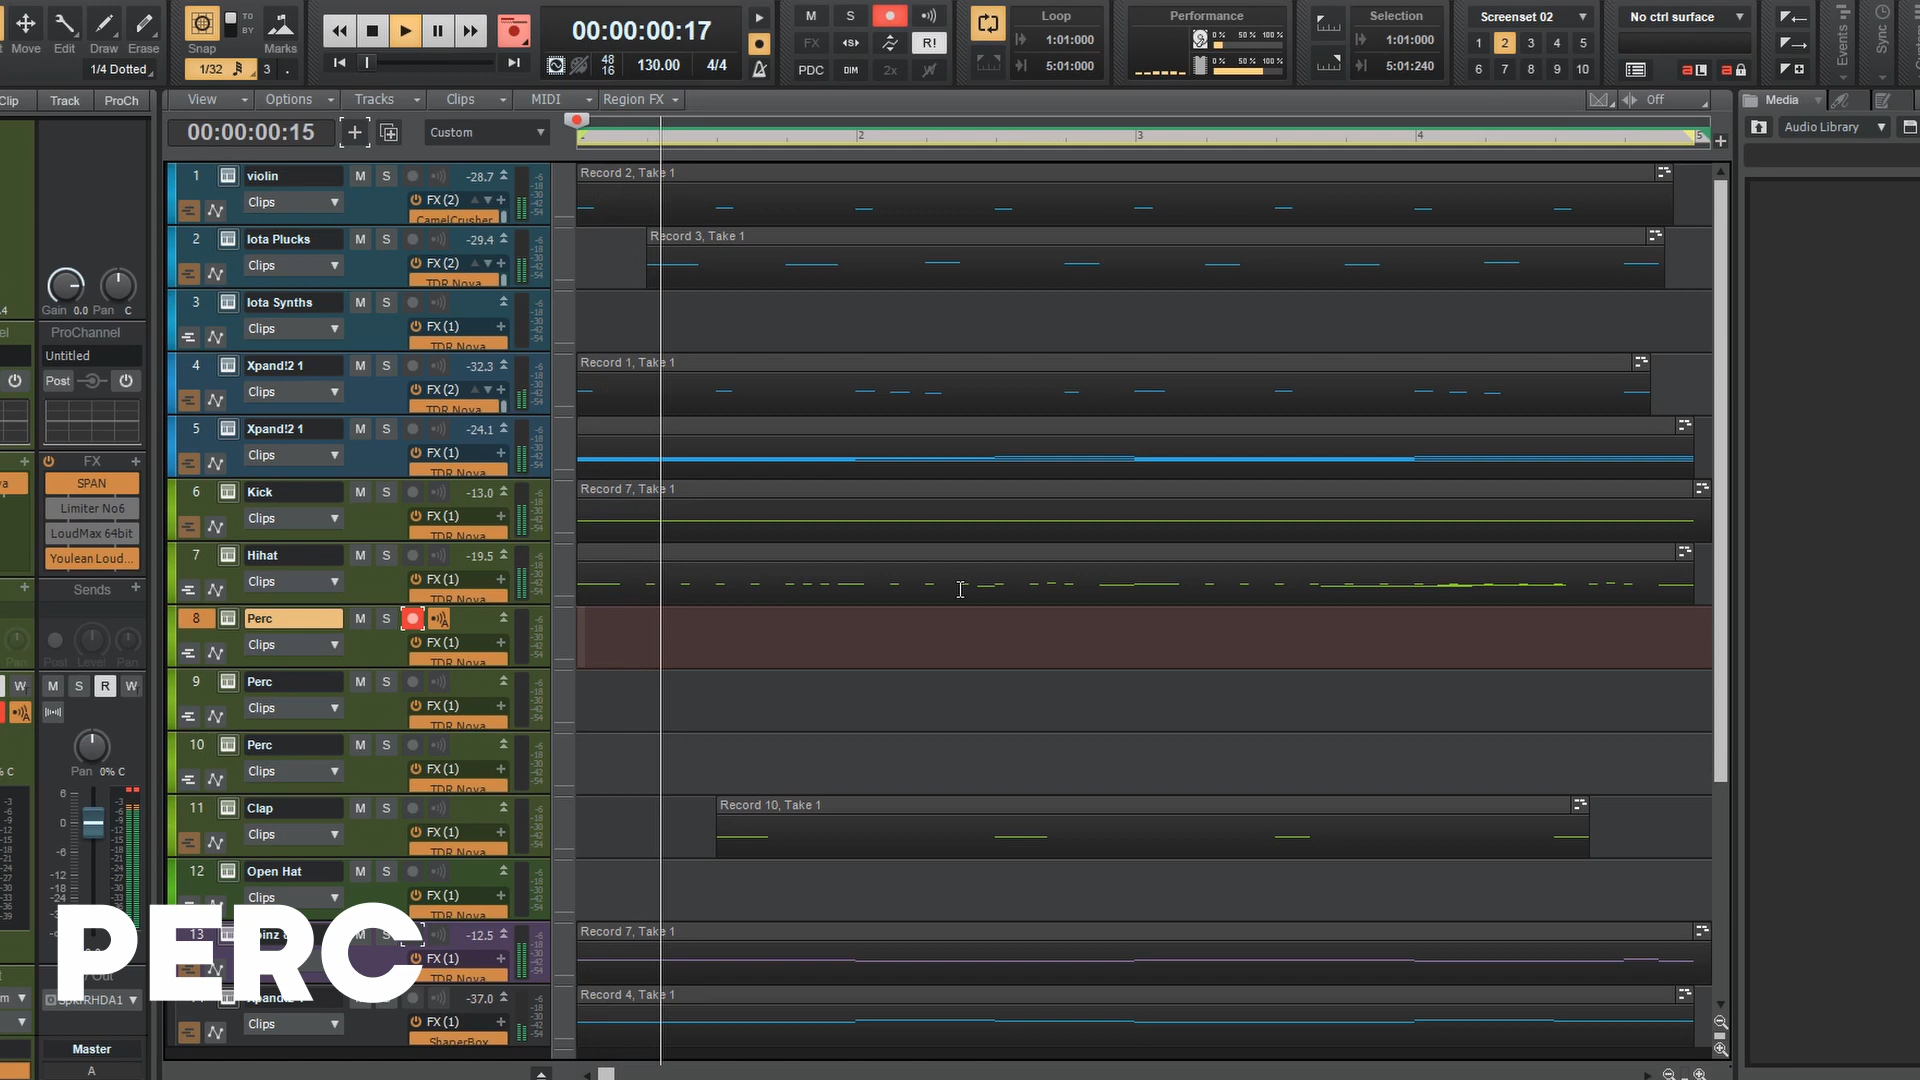 Move Edit Draw Erase
1/4 Dotted
Snap
TO
BY
Marks
1/32 3
00:00:00:17
48
16
130.00 4/4
M S
FX R!
PDC DIM 2x
Loop
1:01:000
5:01:000
Performance
0 % 50 % 100 %
0 % 50 % 100 %
Selection
1:01:000
5:01:240
Screenset 02
1 2 3 4 5
6 7 8 9 10
No ctrl surface
Events
Sync
Clip Track ProCh
View Options Tracks Clips MIDI Region FX
Off
Media
00:00:00:15
Custom
2 3 4 5
Audio Library
1 violin M S -28.7
Clips FX (2)
CamelCrusher
Record 2, Take 1
2 Iota Plucks M S -29.4
Clips FX (2)
TDR Nova
Record 3, Take 1
3 Iota Synths M S
Clips FX (1)
TDR Nova
4 Xpand!2 1 M S -32.3
Clips FX (2)
TDR Nova
Record 1, Take 1
5 Xpand!2 1 M S -24.1
Clips FX (1)
TDR Nova
6 Kick M S -13.0
Clips FX (1)
TDR Nova
Record 7, Take 1
7 Hihat M S -19.5
Clips FX (1)
TDR Nova
8 Perc M S
Clips FX (1)
TDR Nova
9 Perc M S
Clips FX (1)
TDR Nova
10 Perc M S
Clips FX (1)
TDR Nova
11 Clap M S
Clips FX (1)
TDR Nova
Record 10, Take 1
12 Open Hat M S
Clips FX (1)
TDR Nova
13 M S -12.5
FX (1)
TDR Nova
Record 7, Take 1
-37.0
Clips FX (1)
ShaperBox
Record 4, Take 1
Gain 0.0 Pan C
ProChannel
Untitled
Post
FX
SPAN
Limiter No6
LoudMax 64bit
Youlean Loud...
Sends
Post Level Pan
W M S R W
Pan 0% C
Master
A
PERC